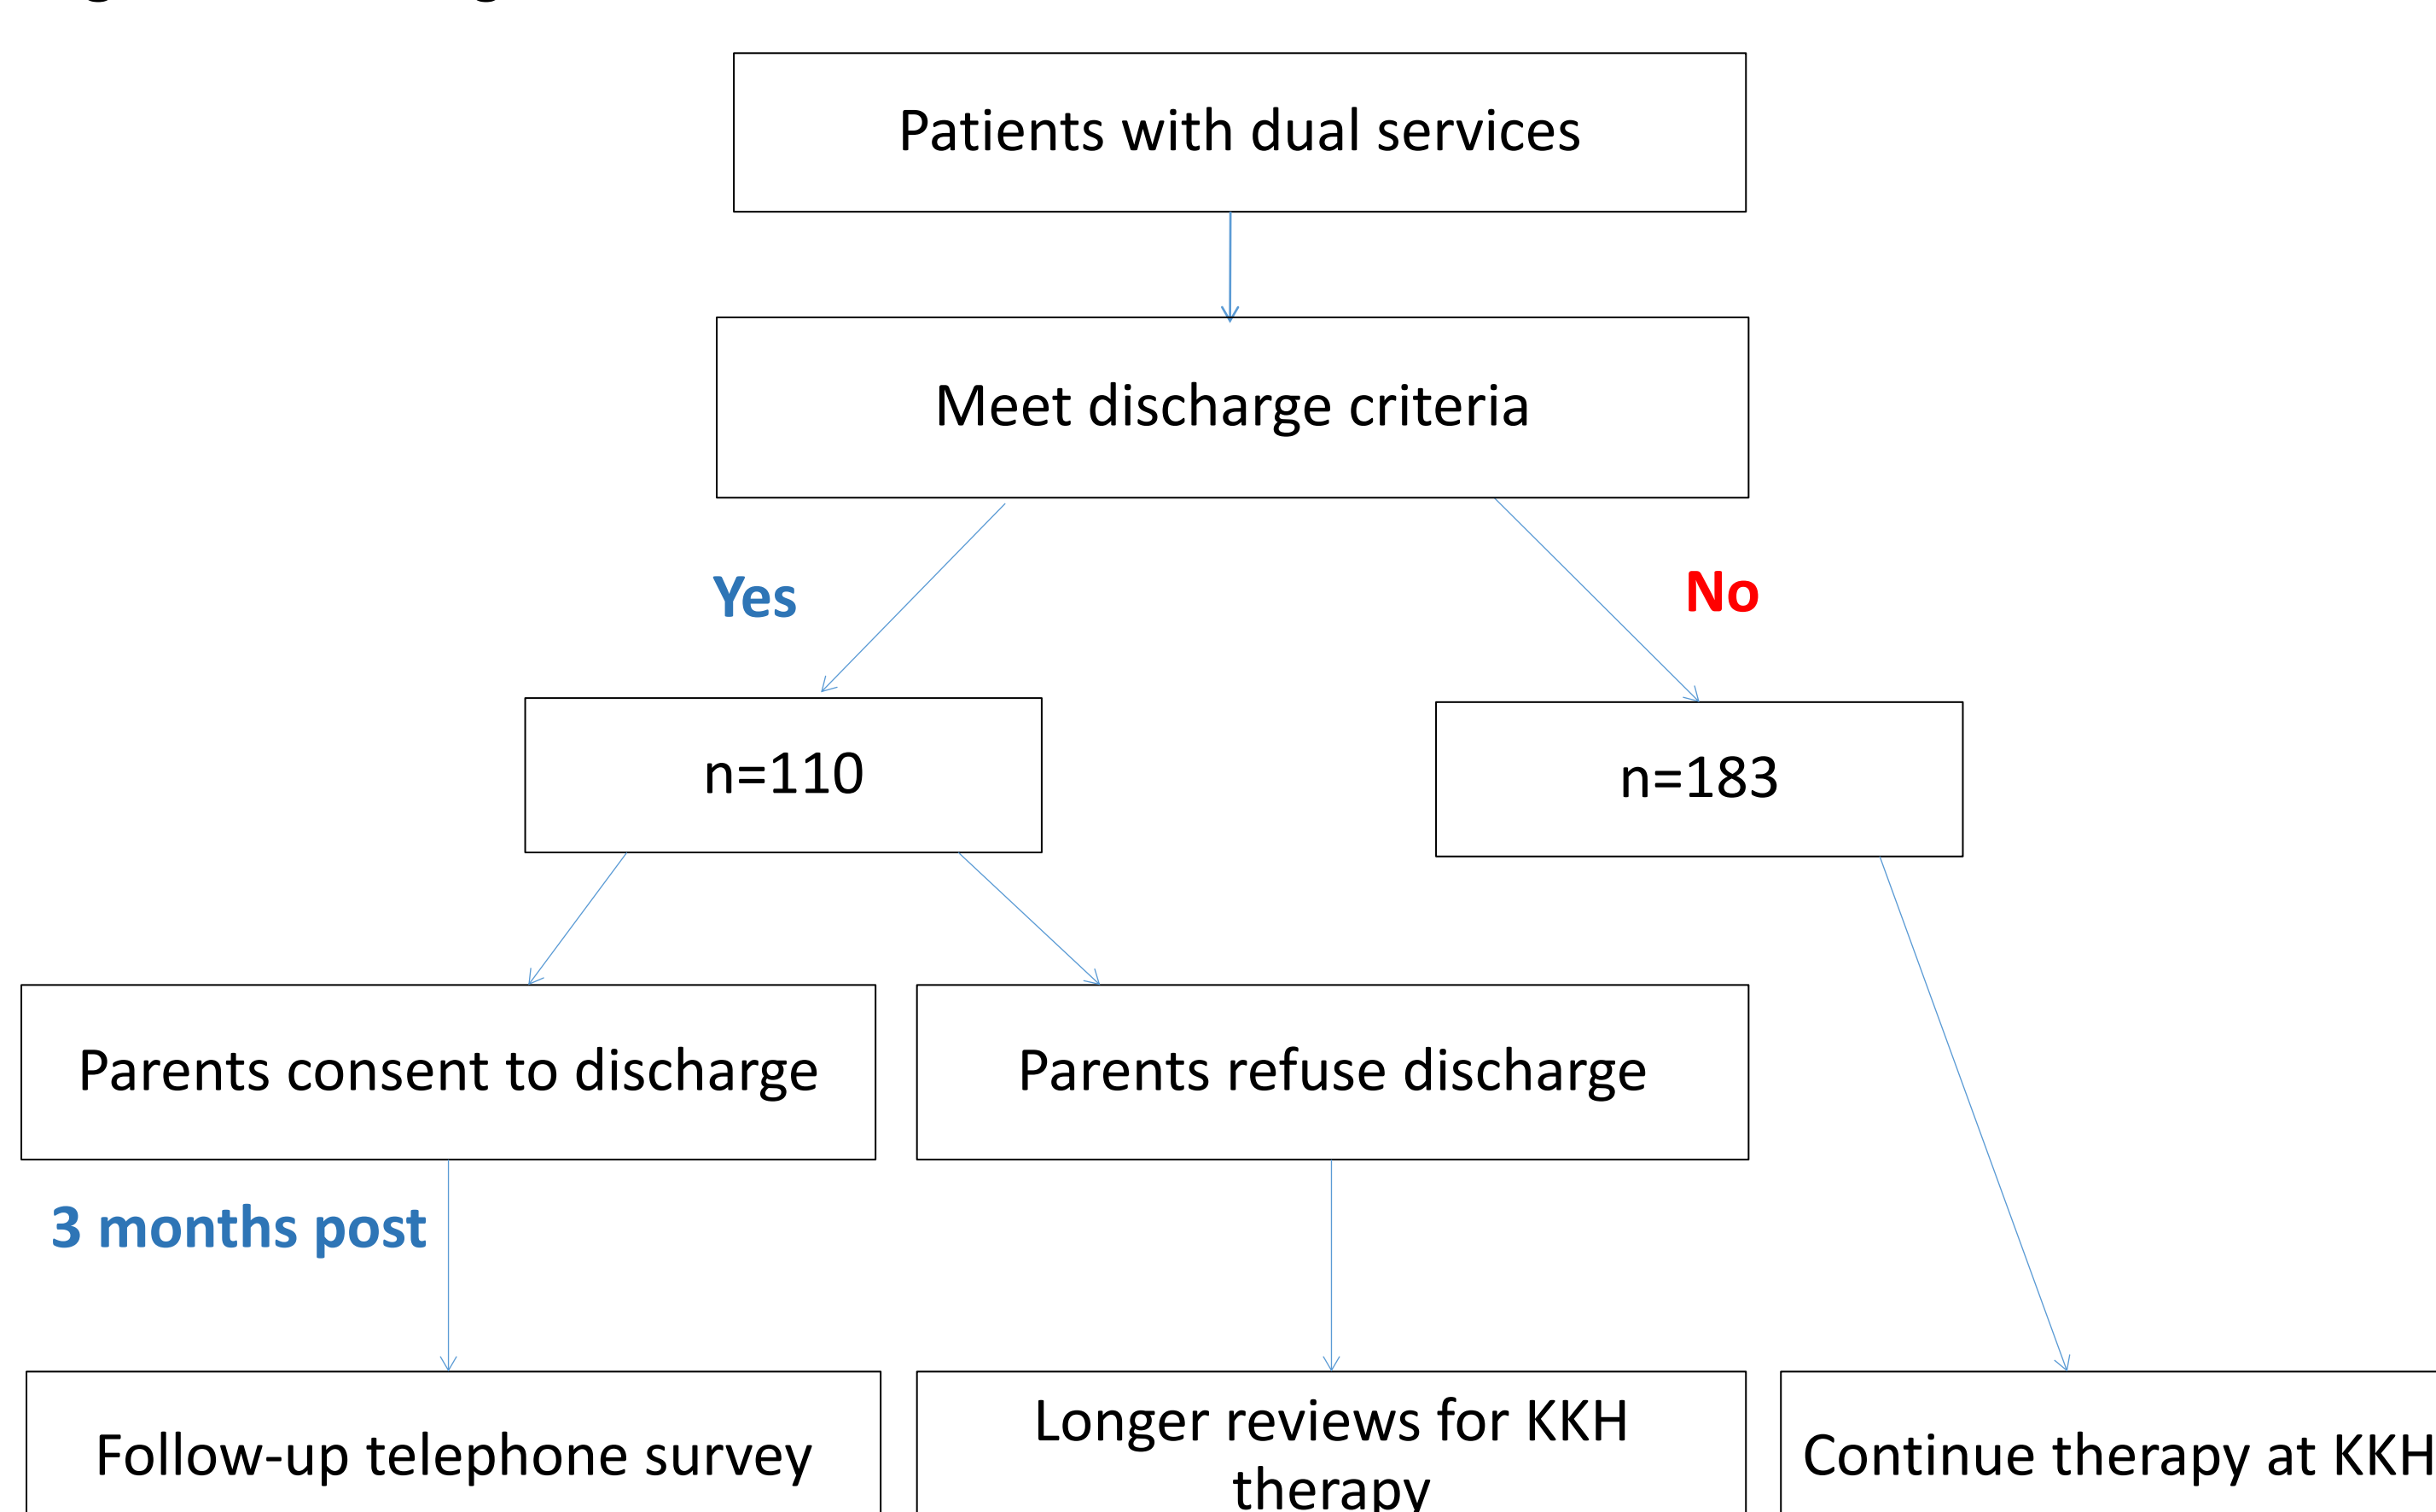 Patients with dual services
Meet discharge criteria
Yes
No
n=110
n=183
Parents consent to discharge
Parents refuse discharge
3 months post
Follow-up telephone survey
Longer reviews for KKH
therapy
Continue therapy at KKH